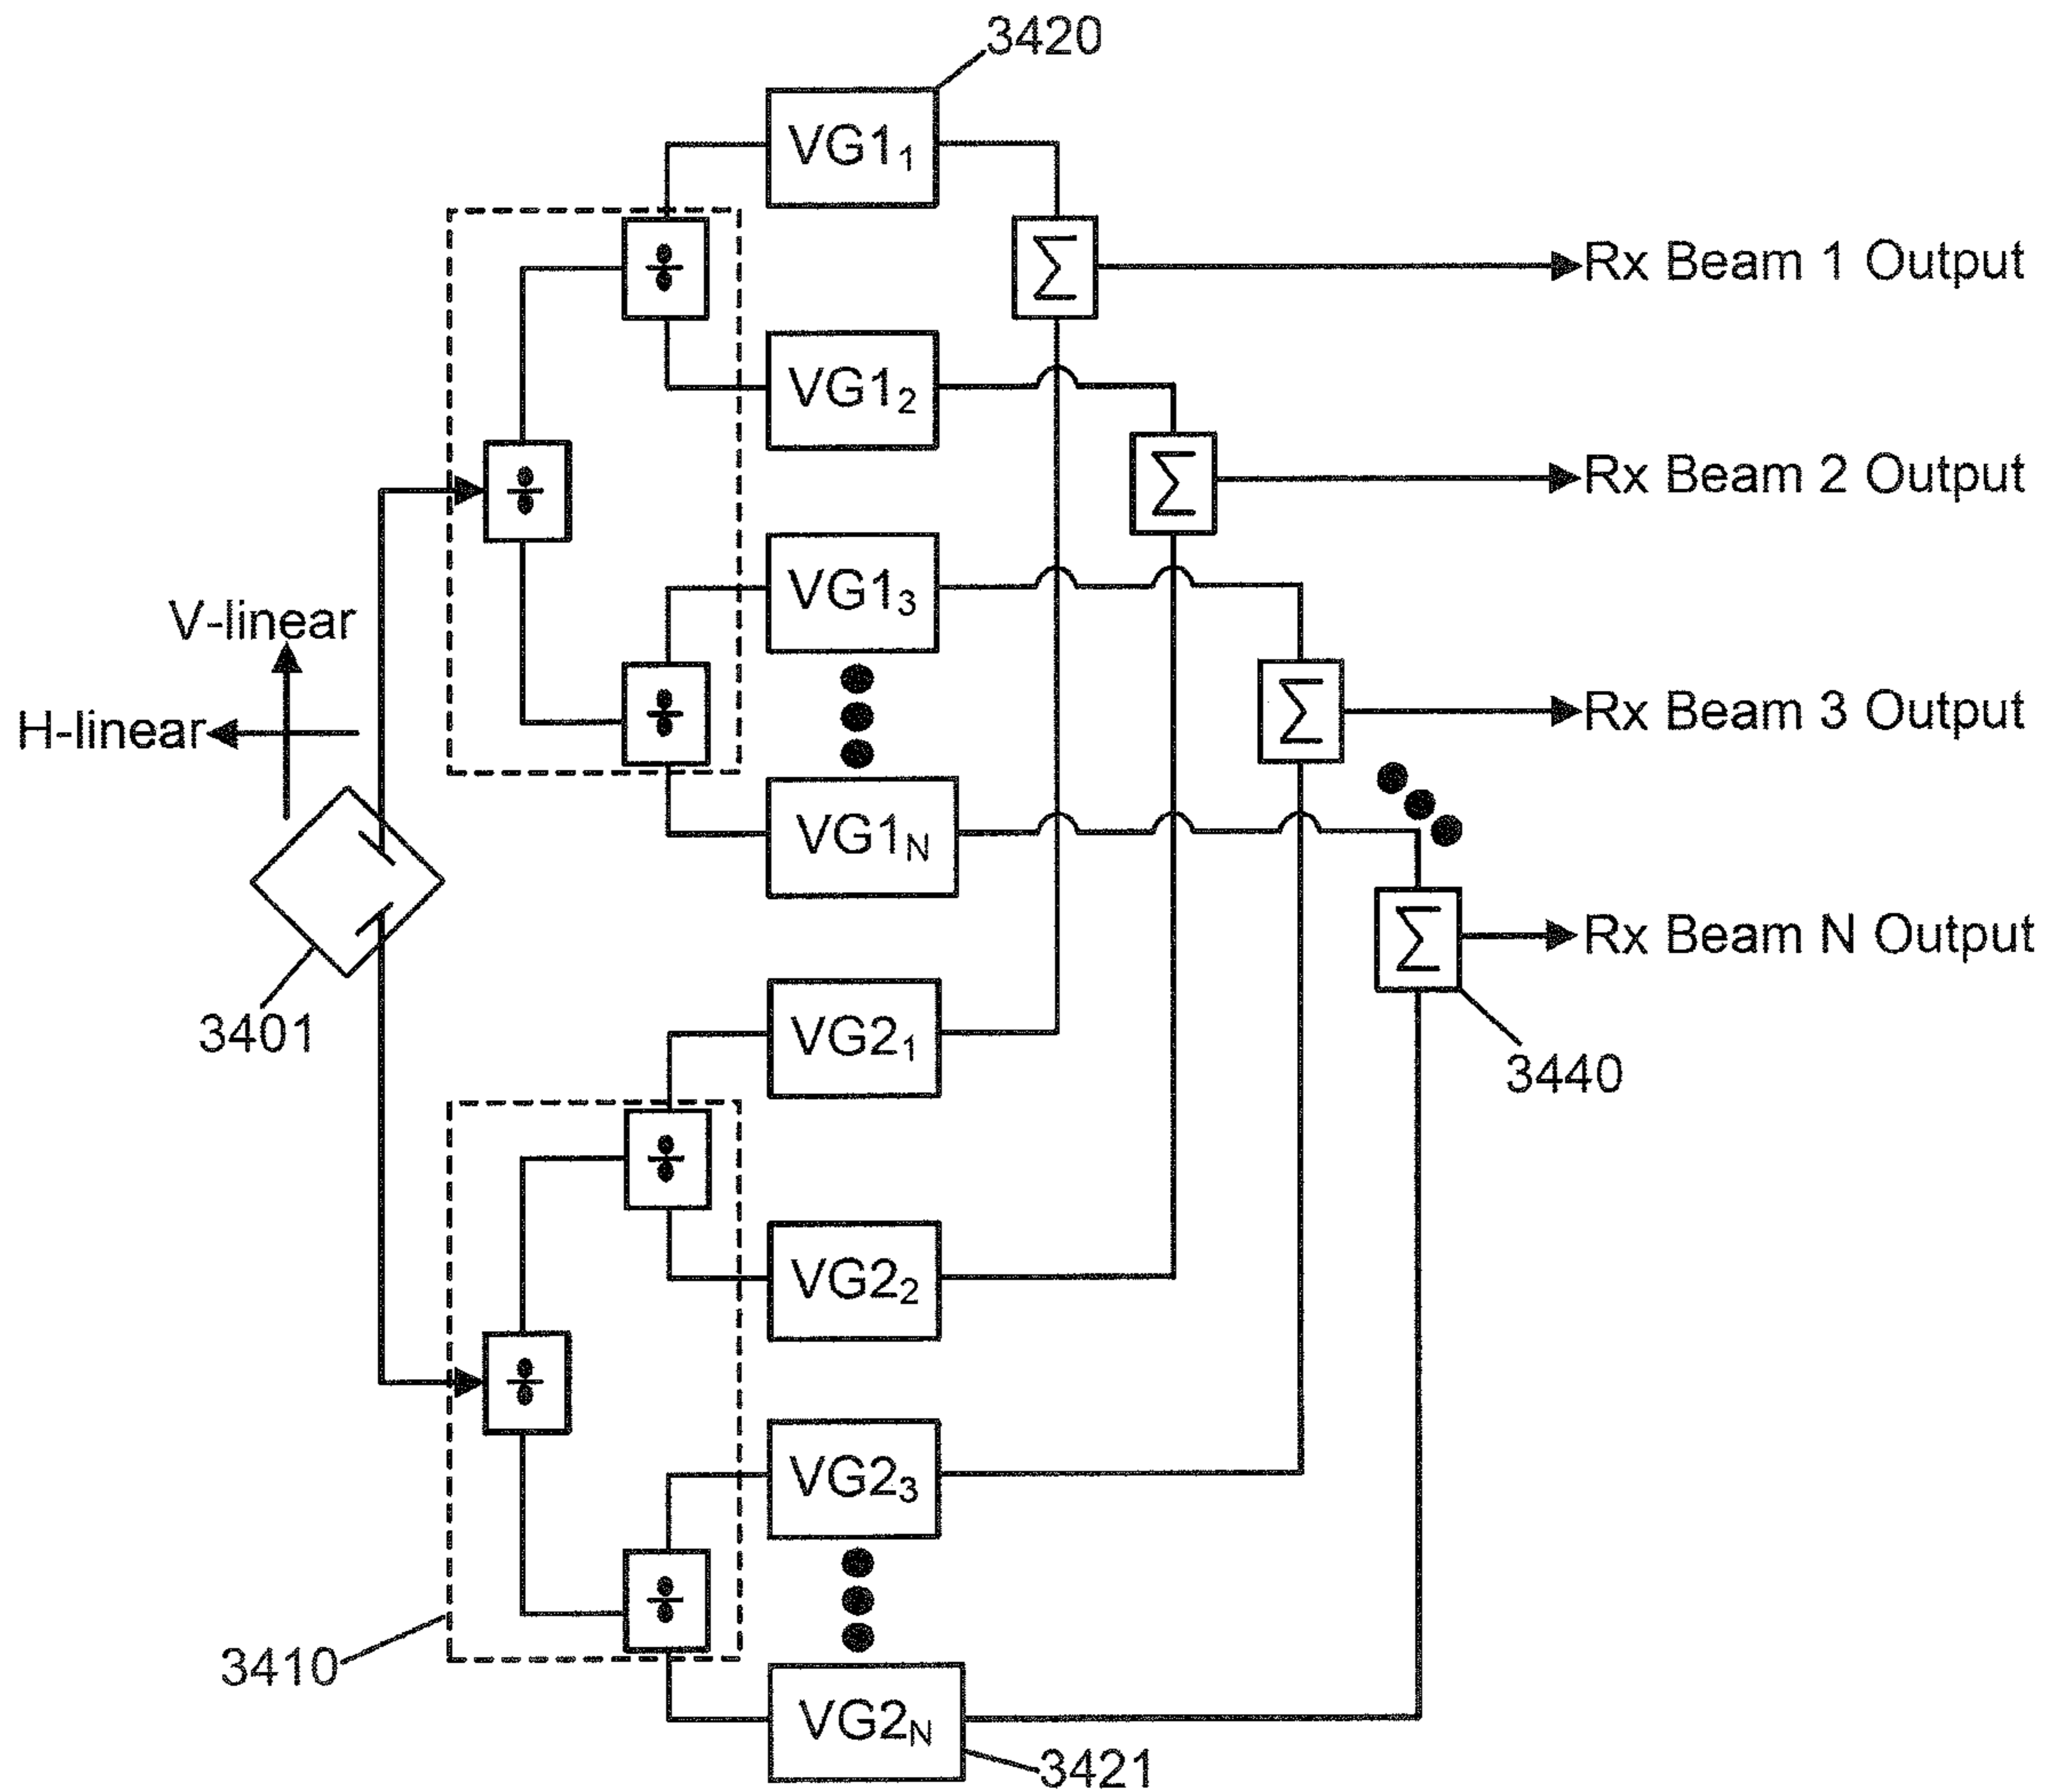 3420
VG1₁
÷
Σ
Rx Beam 1 Output
VG1₂
÷
Σ
Rx Beam 2 Output
VG1₃
V-linear
H-linear
÷
Σ
Rx Beam 3 Output
VG1N
Σ
Rx Beam N Output
3401
VG2₁
3440
÷
VG2₂
÷
VG2₃
÷
3410
VG2N
3421